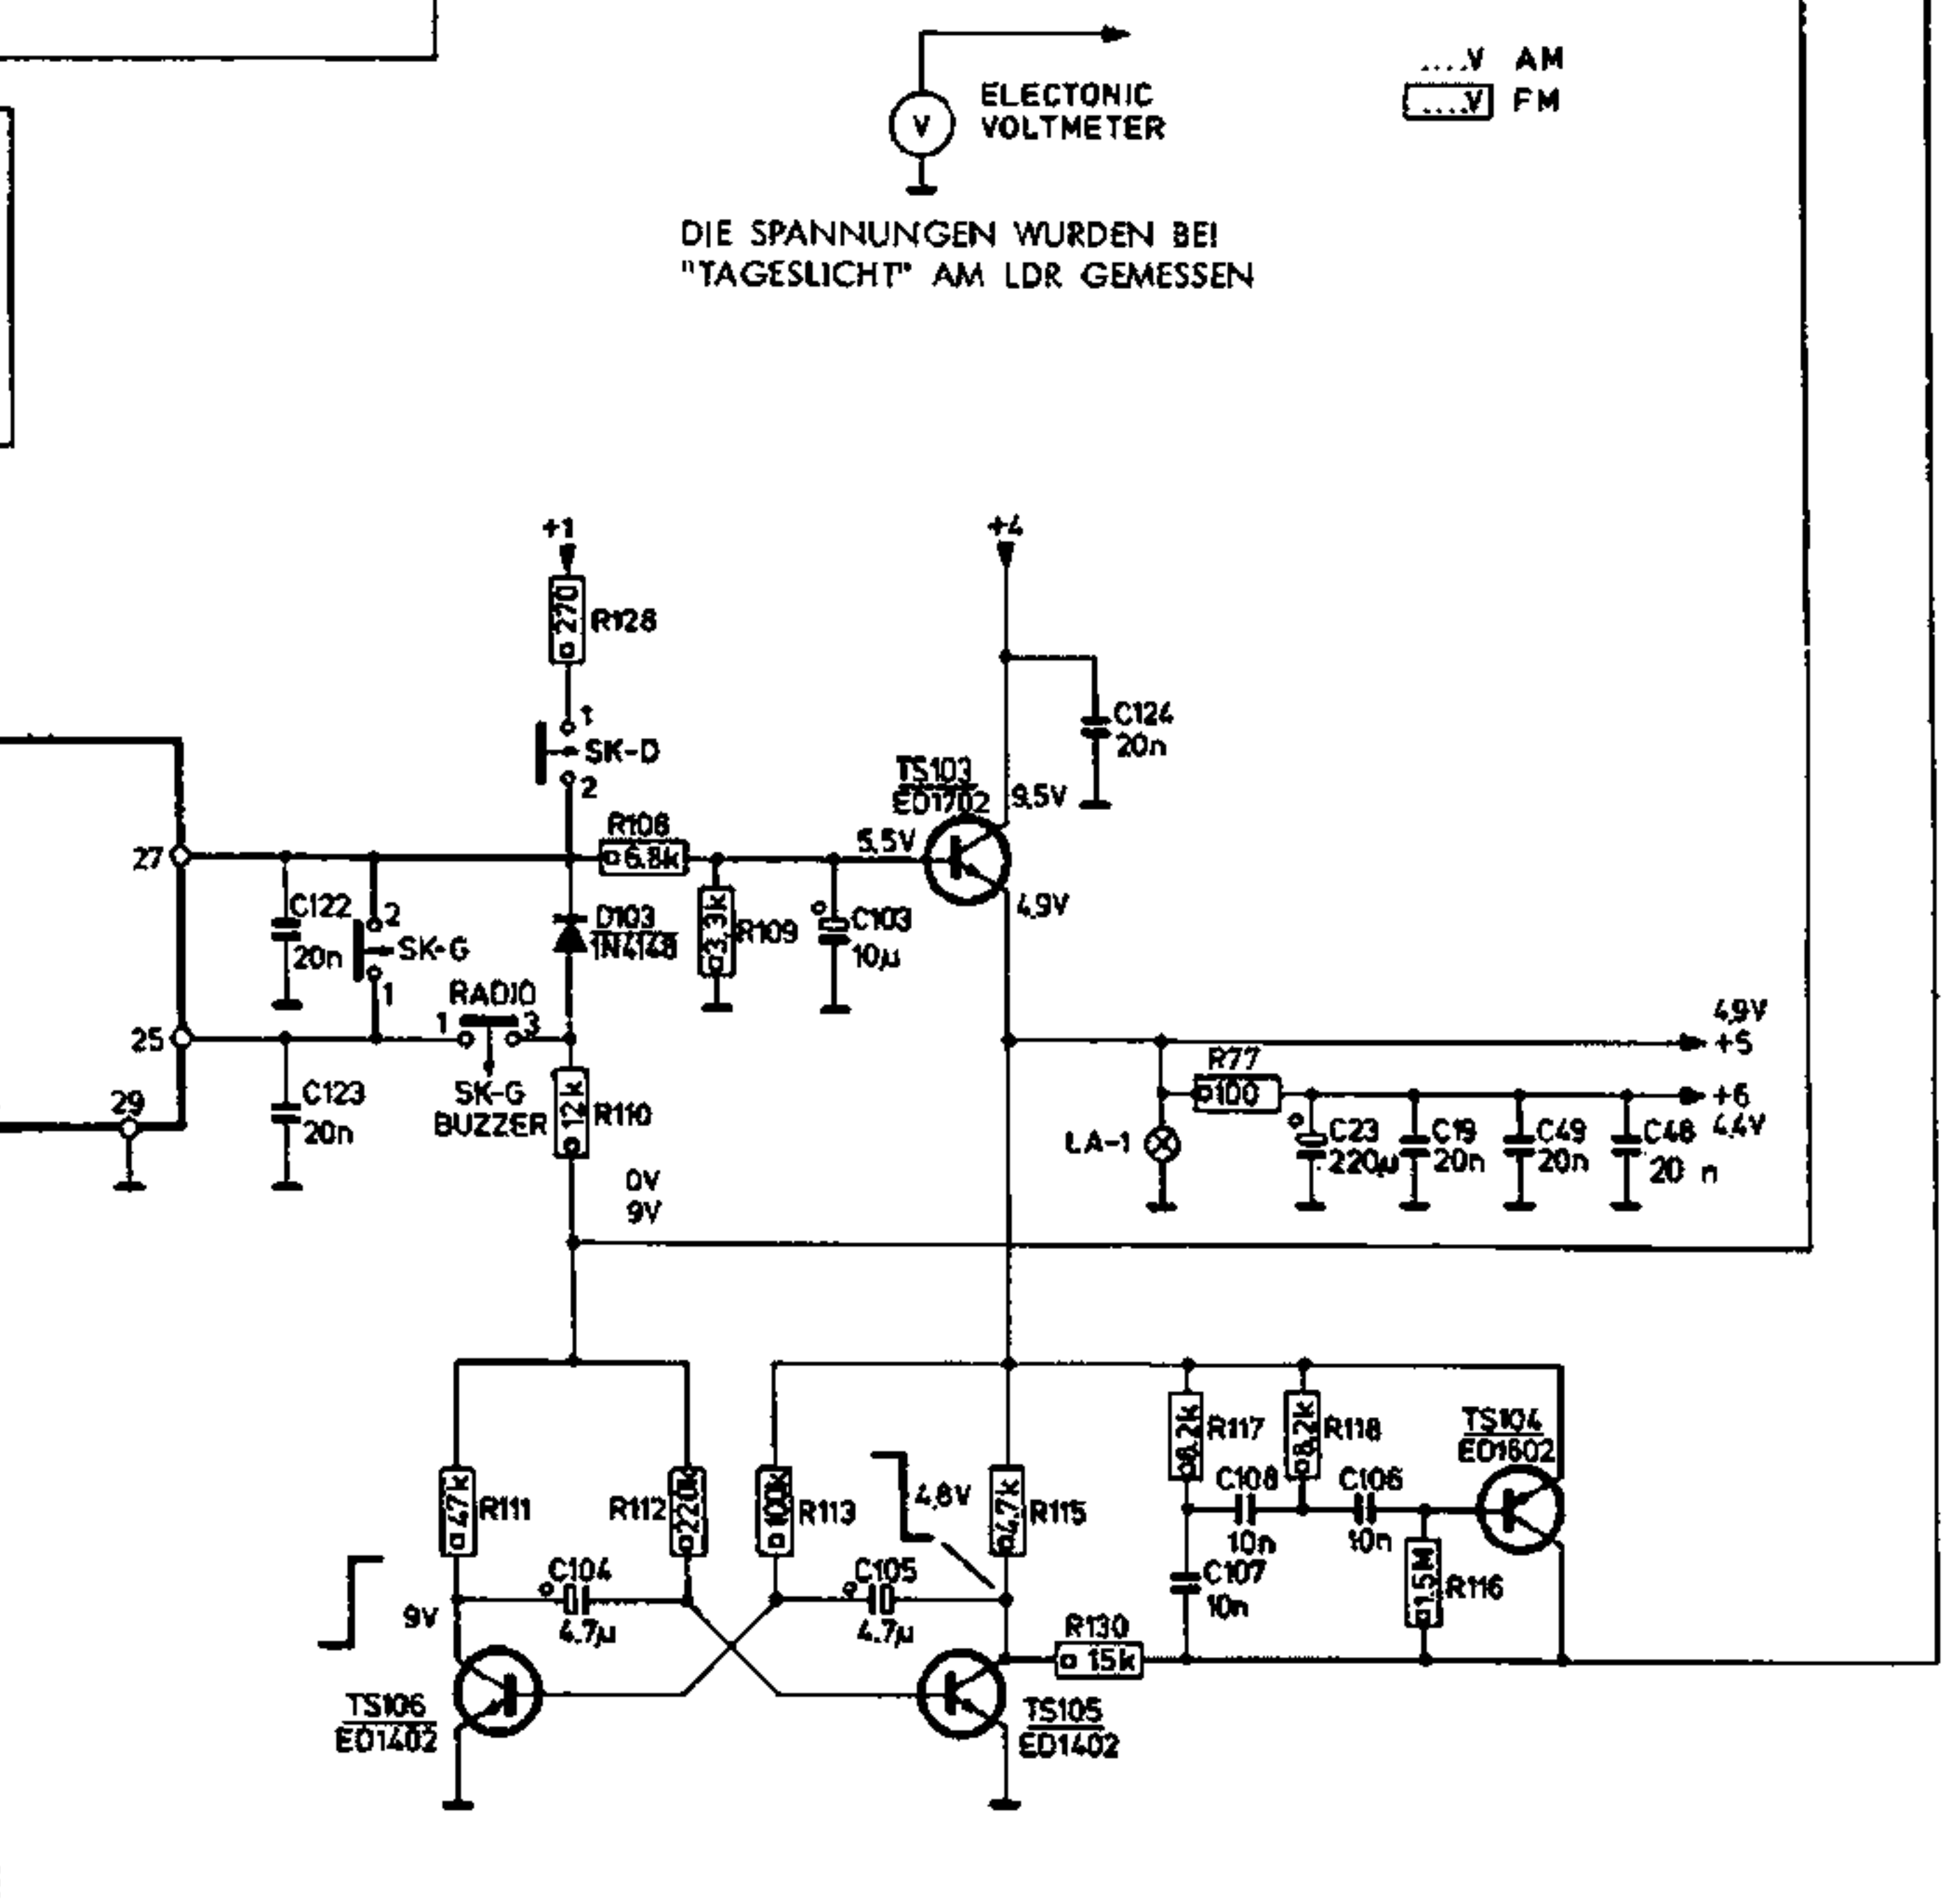 ELECTONIC
VOLTMETER
V
....V AM
....V FM
DIE SPANNUNGEN WURDEN BEI
"TAGESLICHT" AM LDR GEMESSEN
+1
+4
270
R128
1
SK-D
2
C124
20n
TS103
ED1702
9,5V
R108
6.8k
5,5V
27
C122
20n
2
SK-G
1
D103
1N4148
3.3k
R109
C103
10µ
4,9V
RADIO
1
3
25
SK-G
BUZZER
C123
20n
29
12k
R110
4,9V
+5
R77
100
+6
4,4V
LA-1
C23
220µ
C19
20n
C49
20n
C48
20 n
0V
9V
47k
R111
R112
220k
100k
R113
4,8V
4.7k
R115
8.2k
R117
8.2k
R118
TS104
ED1602
C108
10n
C106
10n
C107
10n
1.5M
R116
C104
4.7µ
C105
4.7µ
9V
R130
15k
TS106
ED1402
TS105
ED1402